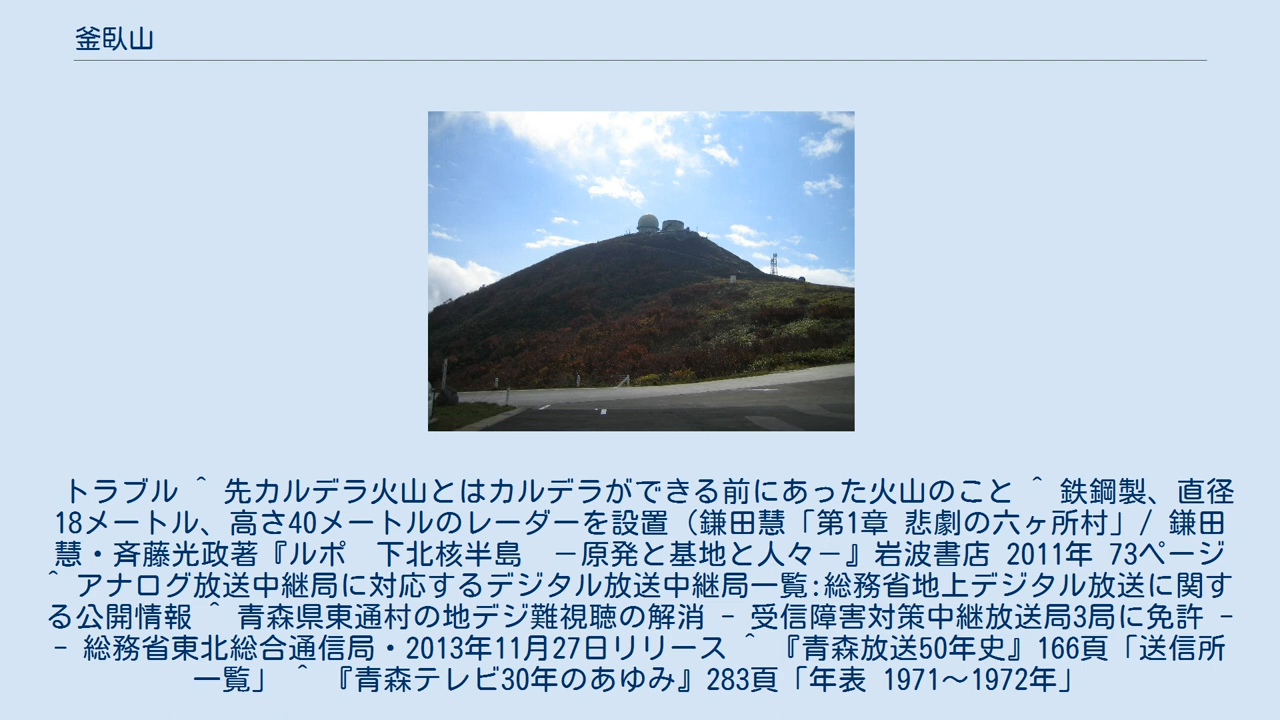 釜臥山
トラブル ＾ 先カルデラ火山とはカルデラができる前にあった火山のこと ＾ 鉄鋼製、直径
18メートル、高さ40メートルのレーダーを設置（鎌田慧「第1章 悲劇の六ヶ所村」/ 鎌田
慧・斉藤光政著『ルポ　下北核半島　－原発と基地と人々－』岩波書店 2011年 73ページ
＾ アナログ放送中継局に対応するデジタル放送中継局一覧:総務省地上デジタル放送に関す
る公開情報 ＾ 青森県東通村の地デジ難視聴の解消 - 受信障害対策中継放送局3局に免許 -
- 総務省東北総合通信局・2013年11月27日リリース ＾ 『青森放送50年史』166頁「送信所
一覧」 ＾ 『青森テレビ30年のあゆみ』283頁「年表 1971～1972年」